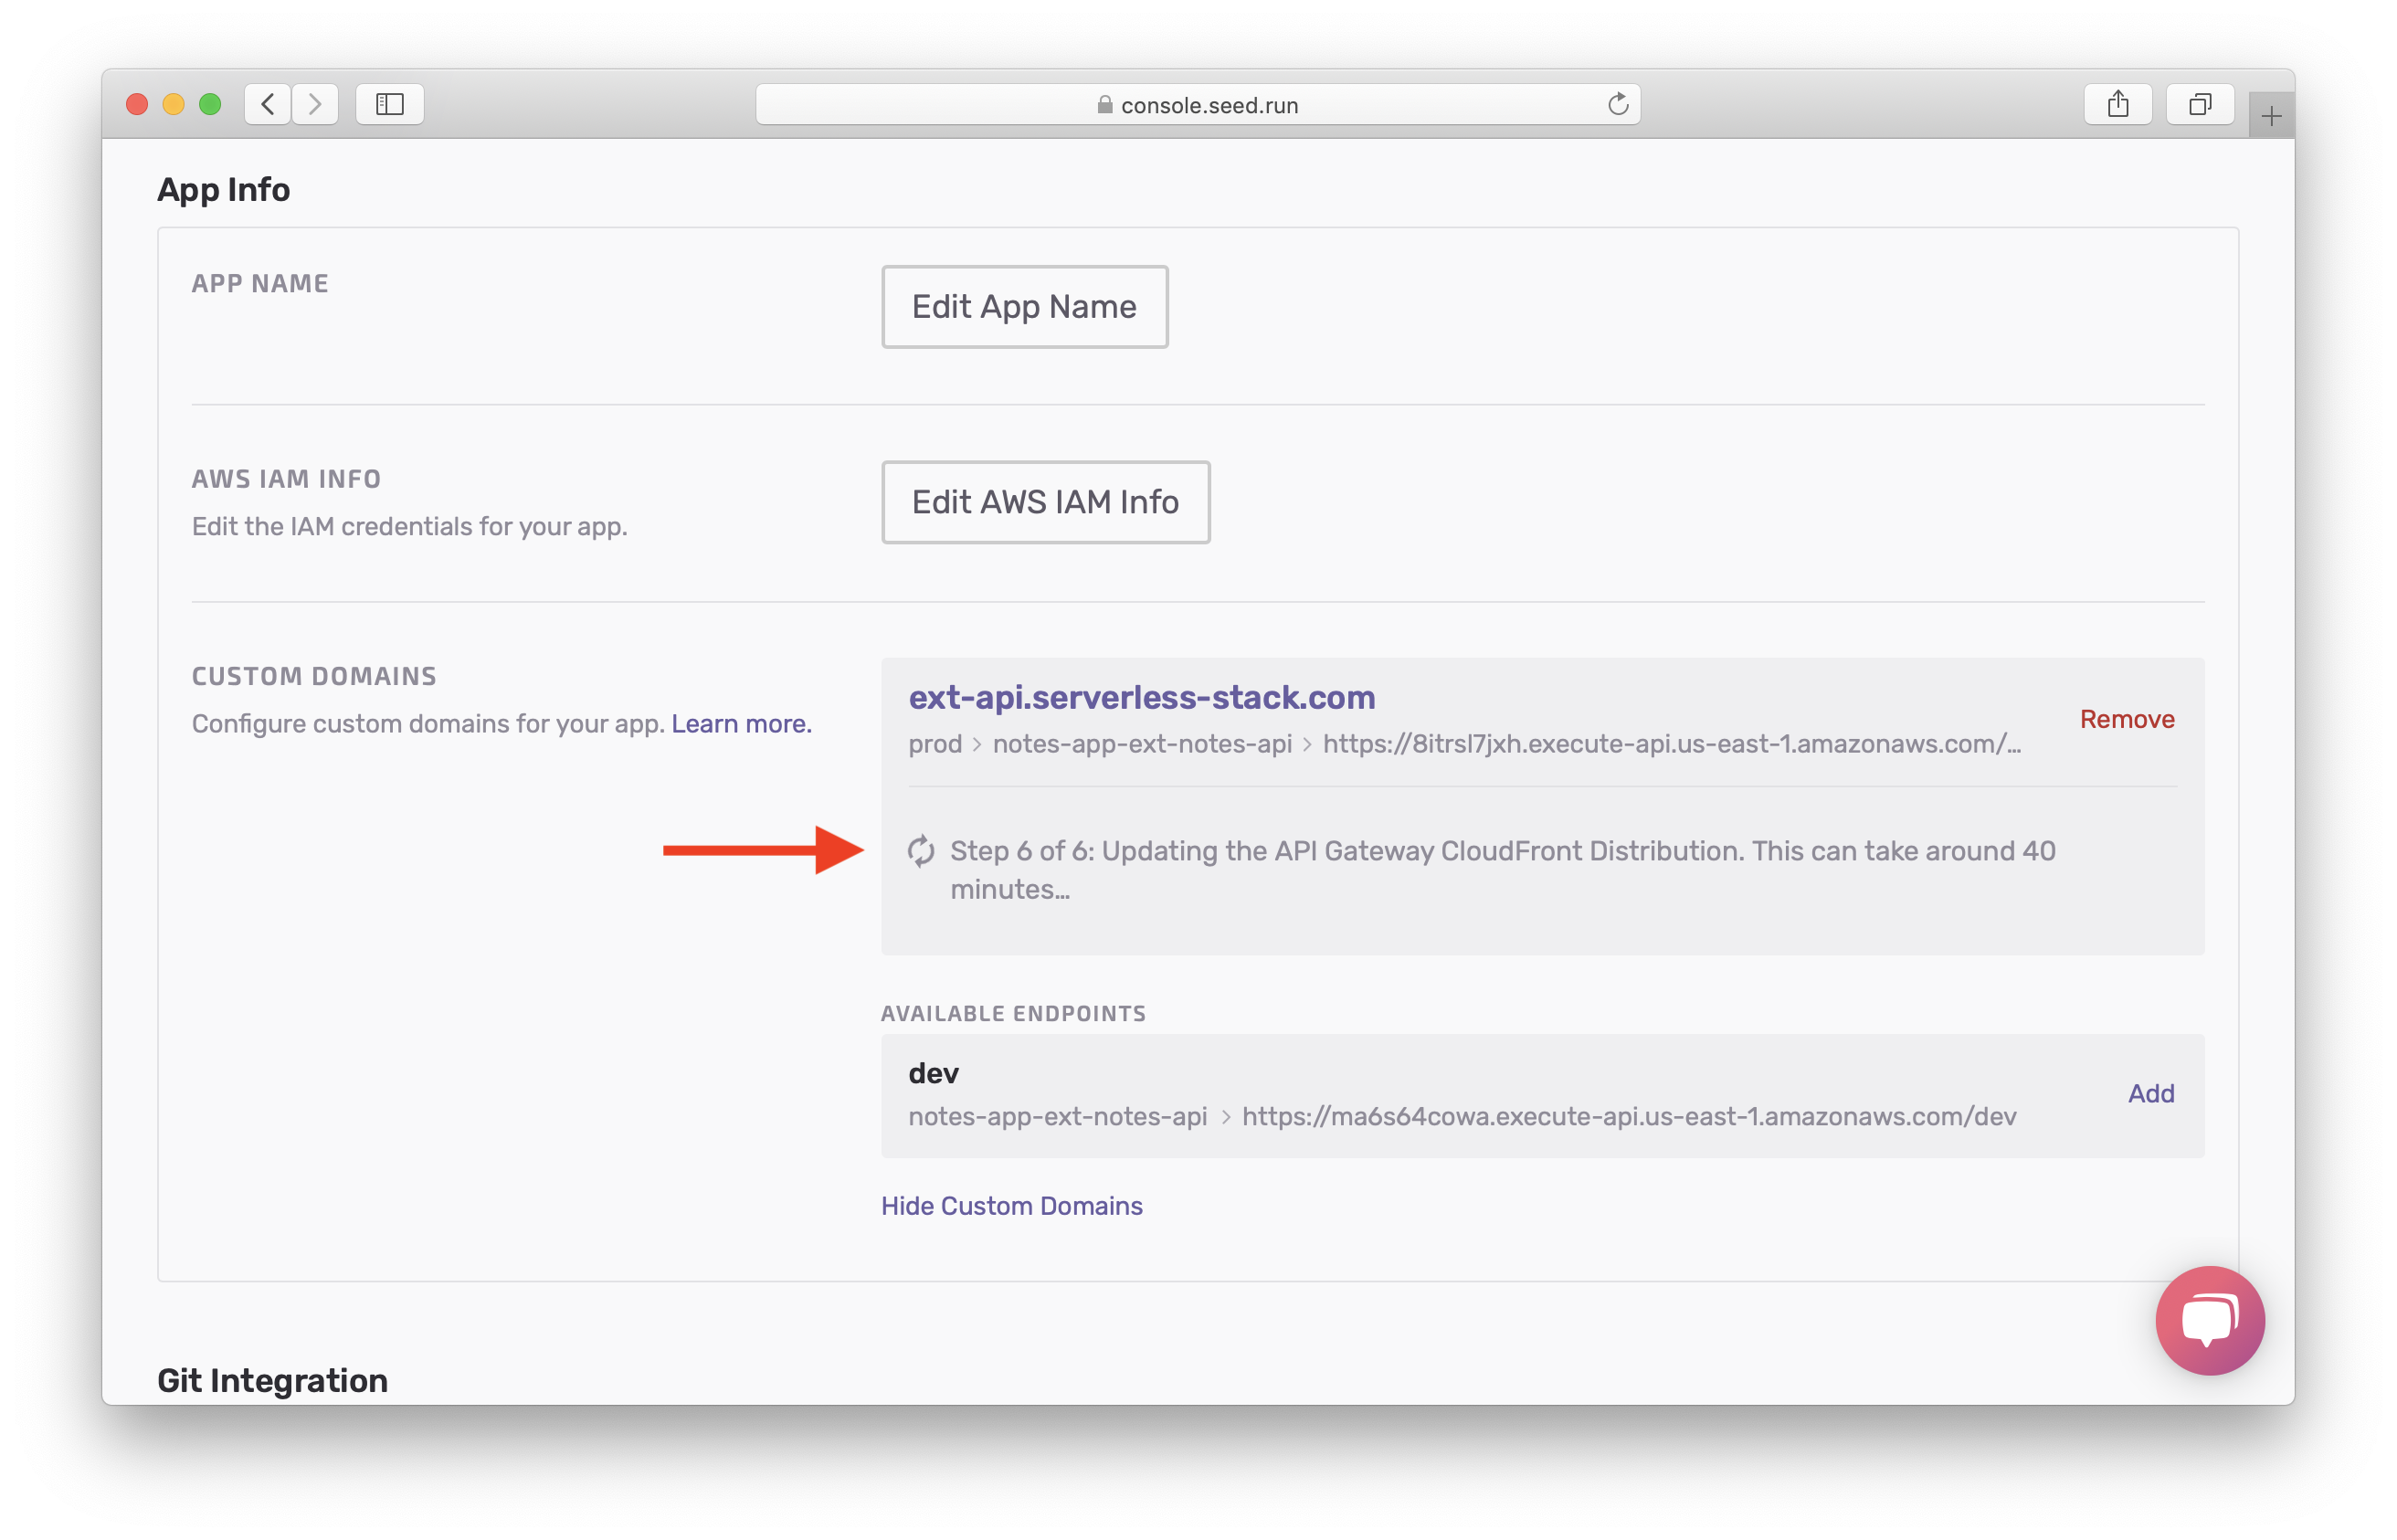 console.seed.run
App Info
APP NAME
Edit App Name
AWS IAM INFO
Edit the IAM credentials for your app.
Edit AWS IAM Info
CUSTOM DOMAINS
Configure custom domains for your app. Learn more.
ext-api.serverless-stack.com
prod > notes-app-ext-notes-api > https://8itrsl7jxh.execute-api.us-east-1.amazonaws.com/...
Remove
Step 6 of 6: Updating the API Gateway CloudFront Distribution. This can take around 40
minutes...
AVAILABLE ENDPOINTS
dev
notes-app-ext-notes-api > https://ma6s64cowa.execute-api.us-east-1.amazonaws.com/dev
Add
Hide Custom Domains
Git Integration